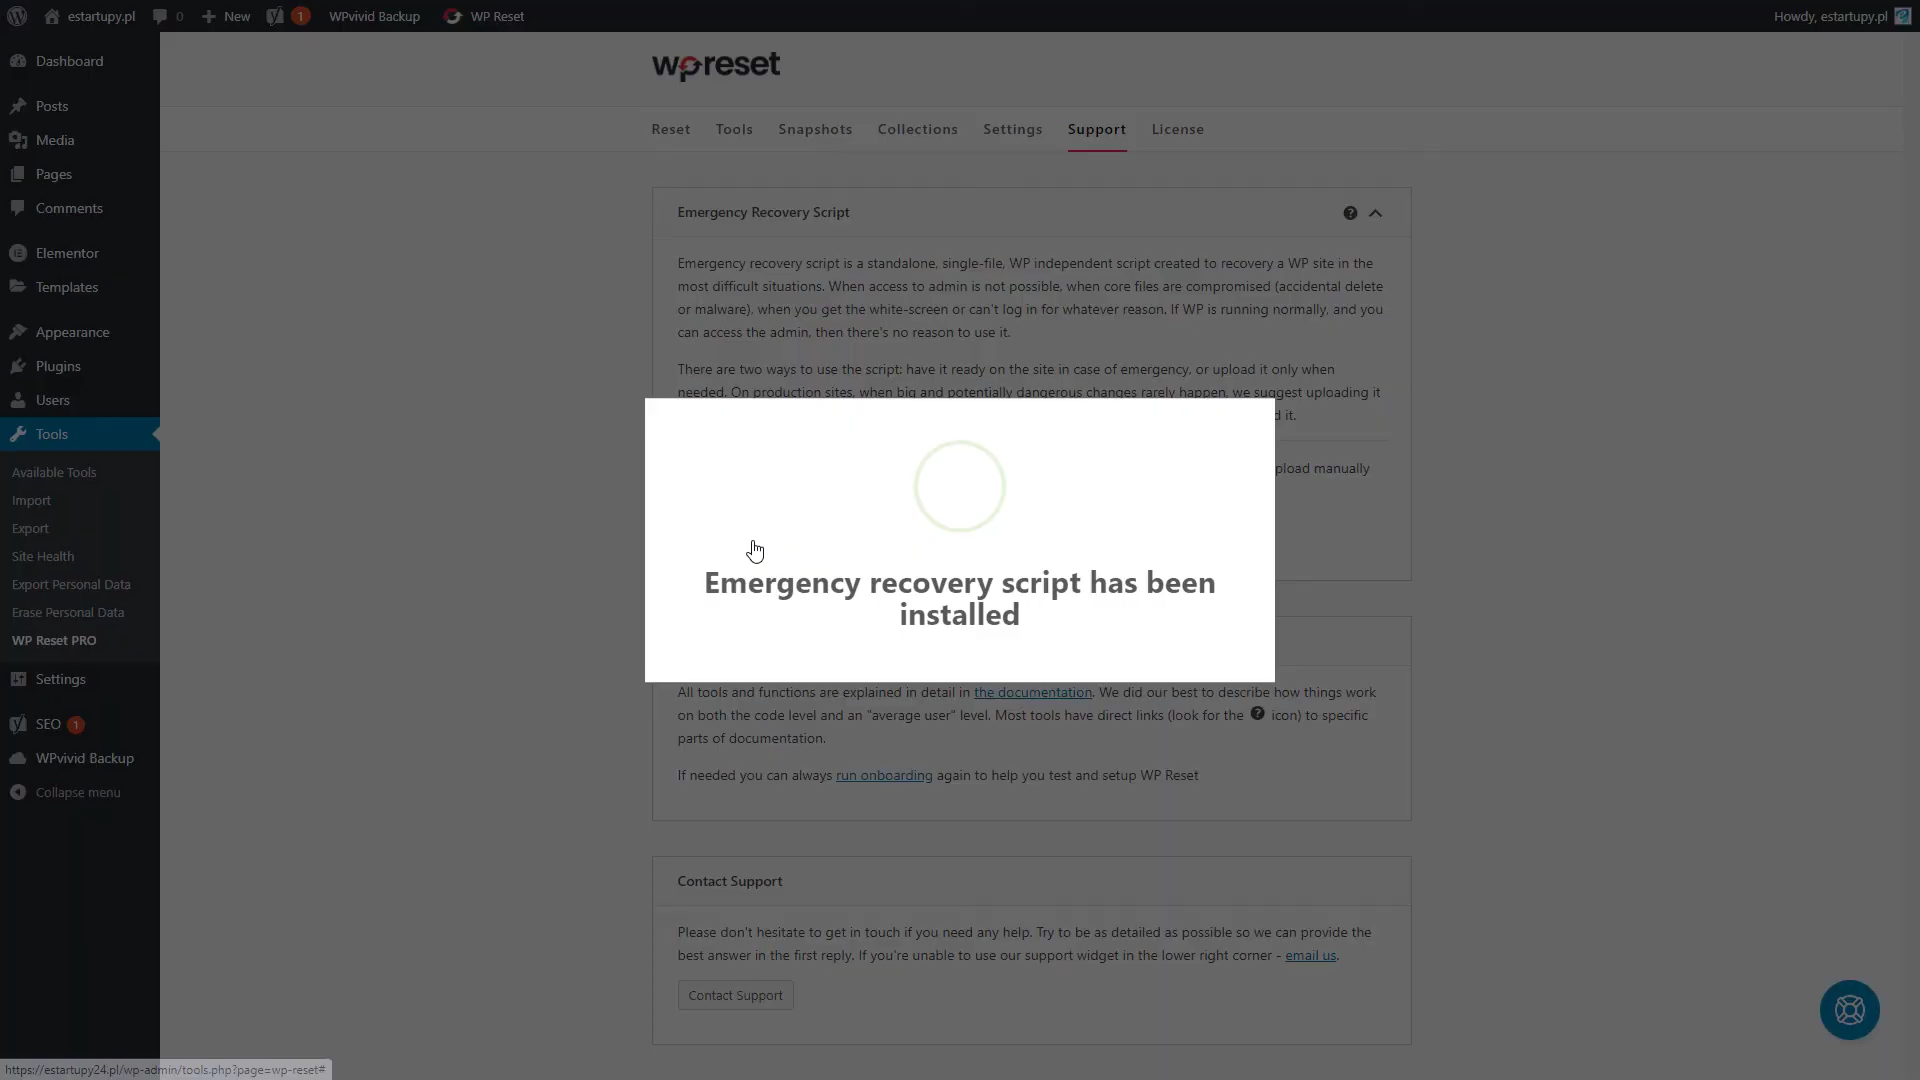 estartupy.pl 0 New 1 WPvivid Backup WP Reset Howdy, estartupy.pl
Dashboard
Posts
Media
Pages
Comments
Elementor
Templates
Appearance
Plugins
Users
Tools
Available Tools
Import
Export
Site Health
Export Personal Data
Erase Personal Data
WP Reset PRO
Settings
SEO 1
WPvivid Backup
Collapse menu
wpreset
Reset Tools Snapshots Collections Settings Support License
Emergency Recovery Script
Emergency recovery script is a standalone, single-file, WP independent script created to recover a WP site in the
most difficult situations. When access to admin is not possible, when core files are compromised (accidental delete
or malware), when you get the white-screen or can't log in for whatever reason. If WP is running normally, and you
can access the admin, then there's no reason to use it.
There are two ways to use the script: have it ready on the site in case of emergency, or upload it only when
needed. On production sites, when big and potentially dangerous changes rarely happen, we suggest uploading it
d it.
pload manually
Emergency recovery script has been
installed
All tools and functions are explained in detail in the documentation. We did our best to describe how things work
on both the code level and an "average user" level. Most tools have direct links (look for the ? icon) to specific
parts of documentation.
If needed you can always run onboarding again to help you test and setup WP Reset
Contact Support
Please don't hesitate to get in touch if you need any help. Try to be as detailed as possible so we can provide the
best answer in the first reply. If you're unable to use our support widget in the lower right corner - email us.
Contact Support
https://estartupy24.pl/wp-admin/tools.php?page=wp-reset#